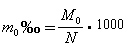 m₀‰ = M₀/N ▪ 1000